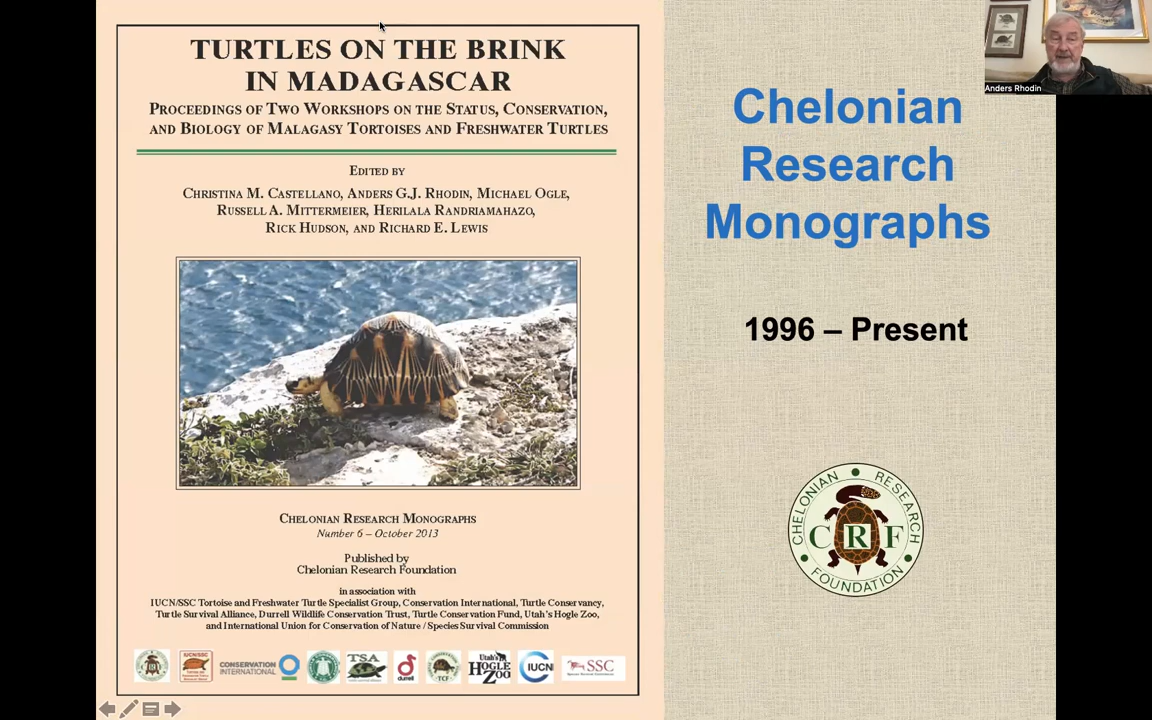 TURTLES ON THE BRINK
IN MADAGASCAR
PROCEEDINGS OF TWO WORKSHOPS ON THE STATUS, CONSERVATION,
AND BIOLOGY OF MALAGASY TORTOISES AND FRESHWATER TURTLES
EDITED BY
CHRISTINA M. CASTELLANO, ANDERS G.J. RHODIN, MICHAEL OGLE,
RUSSELL A. MITTERMEIER, HERILALA RANDRIAMAHAZO,
RICK HUDSON, AND RICHARD E. LEWIS
CHELONIAN RESEARCH MONOGRAPHS
Number 6 – October 2013
Published by
Chelonian Research Foundation
in association with
IUCN/SSC Tortoise and Freshwater Turtle Specialist Group, Conservation International, Turtle Conservancy,
Turtle Survival Alliance, Durrell Wildlife Conservation Trust, Turtle Conservation Fund, Utah's Hogle Zoo,
and International Union for Conservation of Nature / Species Survival Commission
IUCN/SSC
CONSERVATION
INTERNATIONAL
TSA
durrell
TCF
Utah's
HOGLE
ZOO
IUCN
SSC
Chelonian
Research
Monographs
1996 – Present
CHELONIAN RESEARCH
CRF
FOUNDATION
Anders Rhodin